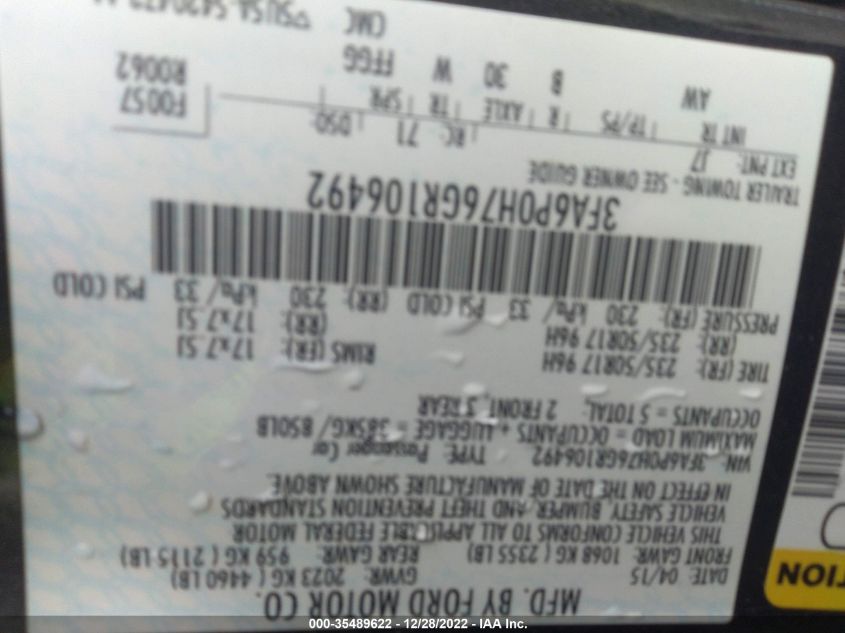 MFD. BY FORD MOTOR CO.
DATE: 04/15 GVWR: 2023 KG ( 4460 LB)
FRONT GAWR: 1068 KG ( 2355 LB) REAR GAWR: 959 KG ( 2115 LB)
THIS VEHICLE CONFORMS TO ALL APPLICABLE FEDERAL MOTOR
VEHICLE SAFETY, BUMPER, AND THEFT PREVENTION STANDARDS
IN EFFECT ON THE DATE OF MANUFACTURE SHOWN ABOVE.
VIN: 3FA6P0H76GR106492 TYPE: Passenger Car
MAXIMUM LOAD = OCCUPANTS + LUGGAGE = 385KG/ 850LB
OCCUPANTS = 5 TOTAL: 2 FRONT, 3 REAR
TIRE (FR): 235/50R17 96H RIMS (FR): 17x7.5J
(RR): 235/50R17 96H (RR): 17x7.5J
PRESSURE (FR): 230 kPa/ 33 PSI COLD (RR): 230 kPa/ 33 PSI COLD
3FA6P0H76GR106492
TRAILER TOWING - SEE OWNER GUIDE
EXT PNT: J7 RC: 71 DSO: F0057
INT TR TP/PS R AXLE TR SPR R0062
AW B 30 W FFGG
CMC
TION
000-35489622 - 12/28/2022 - IAA Inc.